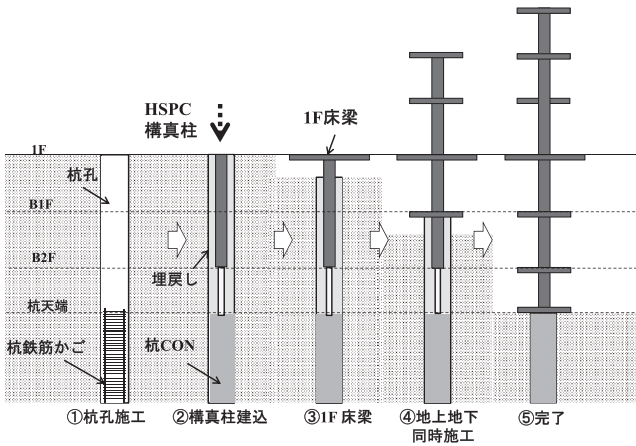 HSPC
構真柱
1F床梁
1F
杭孔
B1F
B2F
埋戻し
杭天端
杭鉄筋かご
杭CON
①杭孔施工
②構真柱建込
③1F 床梁
④地上地下
同時施工
⑤完了